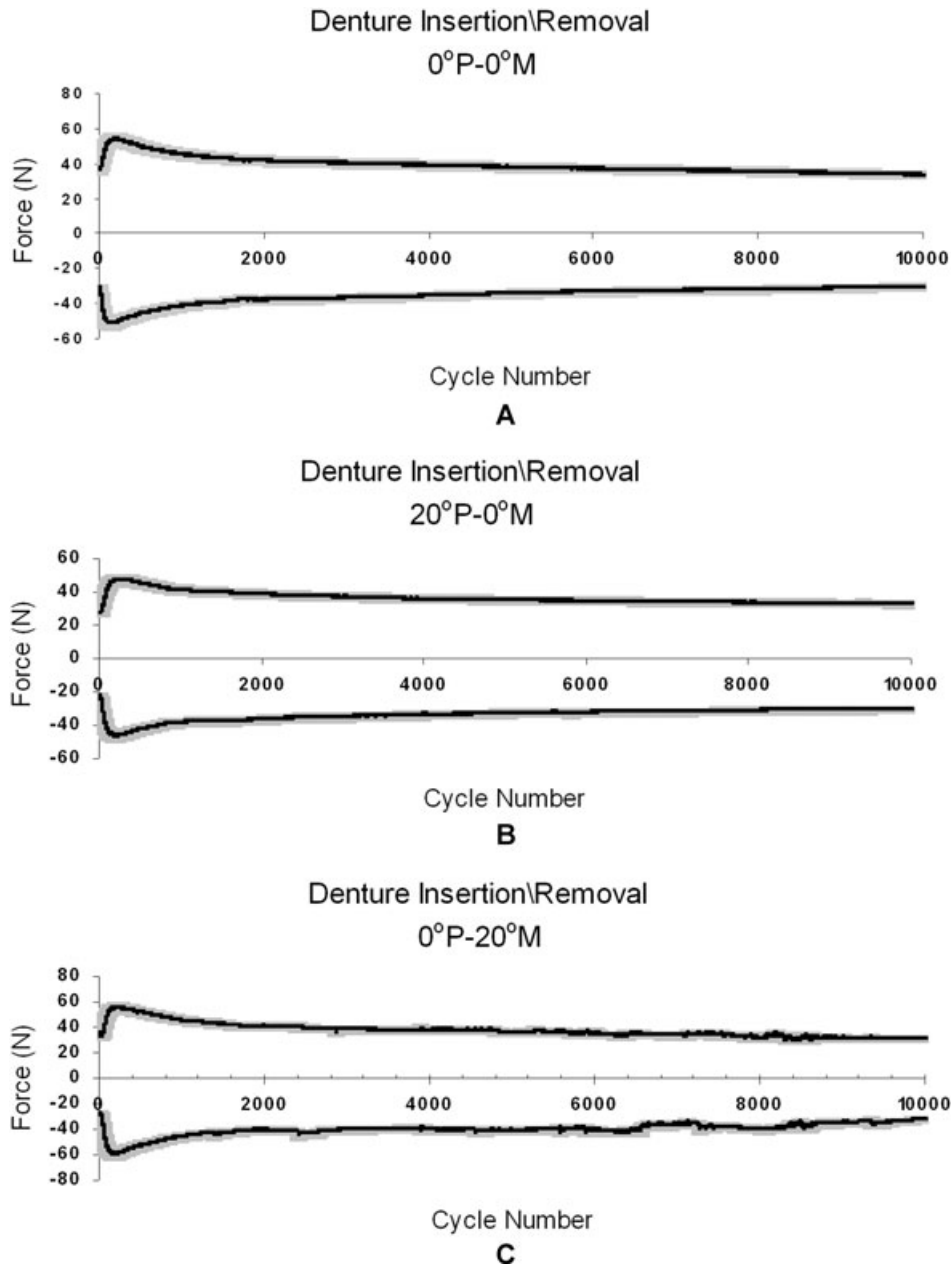 Denture Insertion\Removal
0°P-0°M
80
60
40
20
0
-20
-40
-60
Force (N)
0 2000 4000 6000 8000 10000
Cycle Number
A
Denture Insertion\Removal
20°P-0°M
60
40
20
0
-20
-40
-60
Force (N)
0 2000 4000 6000 8000 10000
Cycle Number
B
Denture Insertion\Removal
0°P-20°M
80
60
40
20
0
-20
-40
-60
-80
Force (N)
0 2000 4000 6000 8000 10000
Cycle Number
C